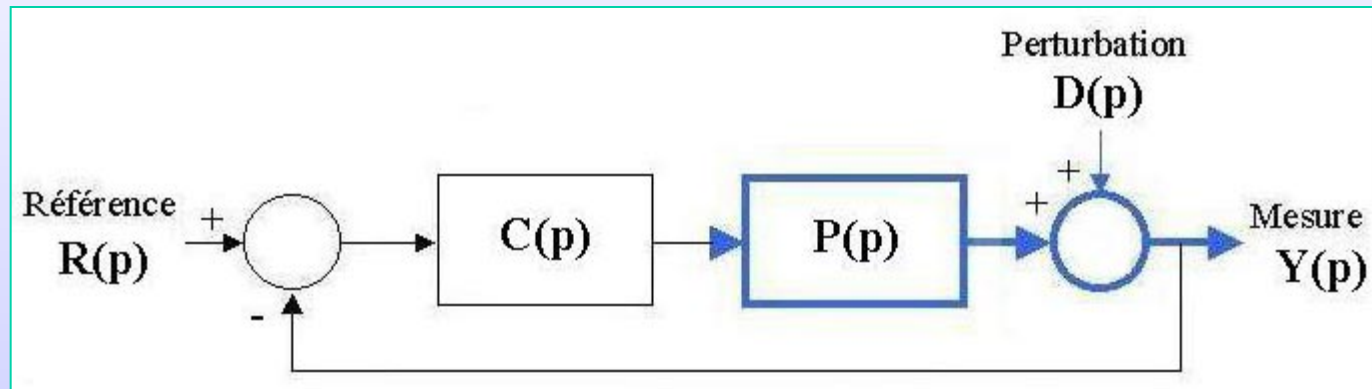 Perturbation
D(p)
Référence
R(p)
+
-
C(p)
P(p)
+
+
Mesure
Y(p)